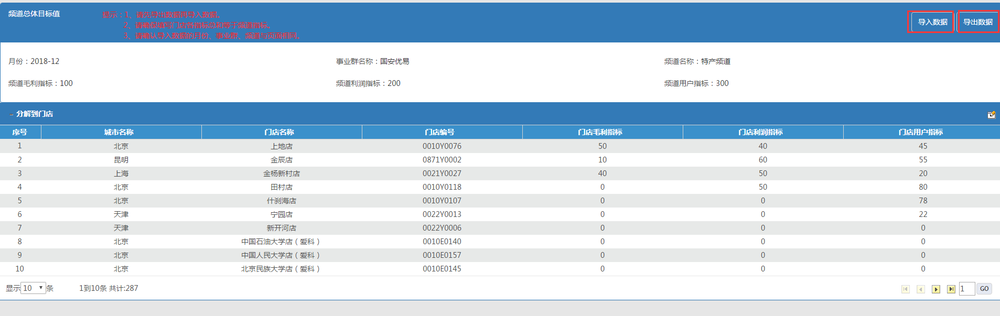 频道总体目标值
提示：1、请先导出数据再导入数据。
2、请确保填写门店各指标总和等于频道指标。
3、请确认导入数据的月份、事业群、频道与页面相同。
导入数据 导出数据
月份：2018-12 事业群名称：国安优易 频道名称：特产频道
频道毛利指标：100 频道利润指标：200 频道用户指标：300
– 分解到门店
序号 城市名称 门店名称 门店编号 门店毛利指标 门店利润指标 门店用户指标
1 北京 上地店 0010Y0076 50 40 45
2 昆明 金辰店 0871Y0002 10 60 55
3 上海 金杨新村店 0021Y0027 40 50 20
4 北京 田村店 0010Y0118 0 50 80
5 北京 什刹海店 0010Y0107 0 0 78
6 天津 宁园店 0022Y0013 0 0 22
7 天津 新开河店 0022Y0006 0 0 0
8 北京 中国石油大学店（爱科） 0010E0140 0 0 0
9 北京 中国人民大学店（爱科） 0010E0157 0 0 0
10 北京 北京民族大学店（爱科） 0010E0145 0 0 0
显示 10 条 1到10条 共计:287 1 GO